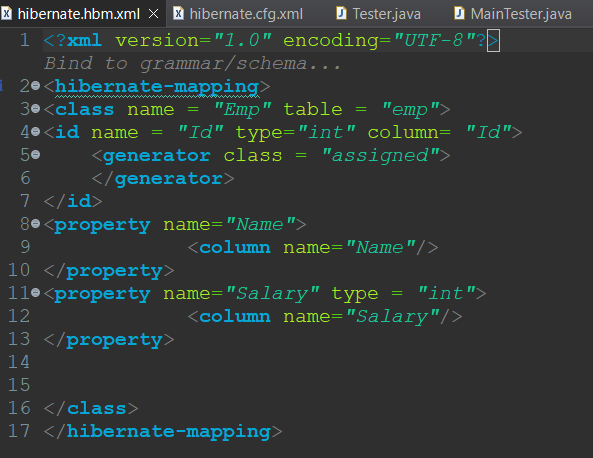 hibernate.hbm.xml hibernate.cfg.xml Tester.java MainTester.java
1 <?xml version="1.0" encoding="UTF-8"?>
Bind to grammar/schema...
2 <hibernate-mapping>
3 <class name = "Emp" table = "emp">
4 <id name = "Id" type="int" column= "Id">
5     <generator class = "assigned">
6     </generator>
7 </id>
8 <property name="Name">
9             <column name="Name"/>
10 </property>
11 <property name="Salary" type = "int">
12             <column name="Salary"/>
13 </property>
14
15
16 </class>
17 </hibernate-mapping>